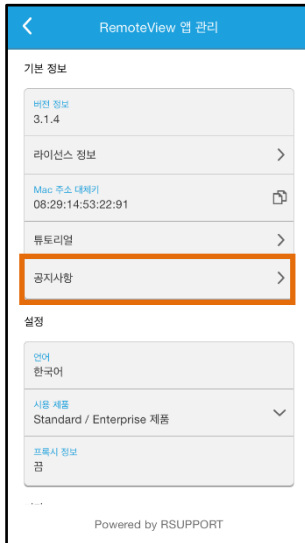 RemoteView 앱 관리
기본 정보
버전 정보
3.1.4
라이선스 정보
Mac 주소 대체키
08:29:14:53:22:91
튜토리얼
공지사항
설정
언어
한국어
사용 제품
Standard / Enterprise 제품
프록시 정보
끔
Powered by RSUPPORT